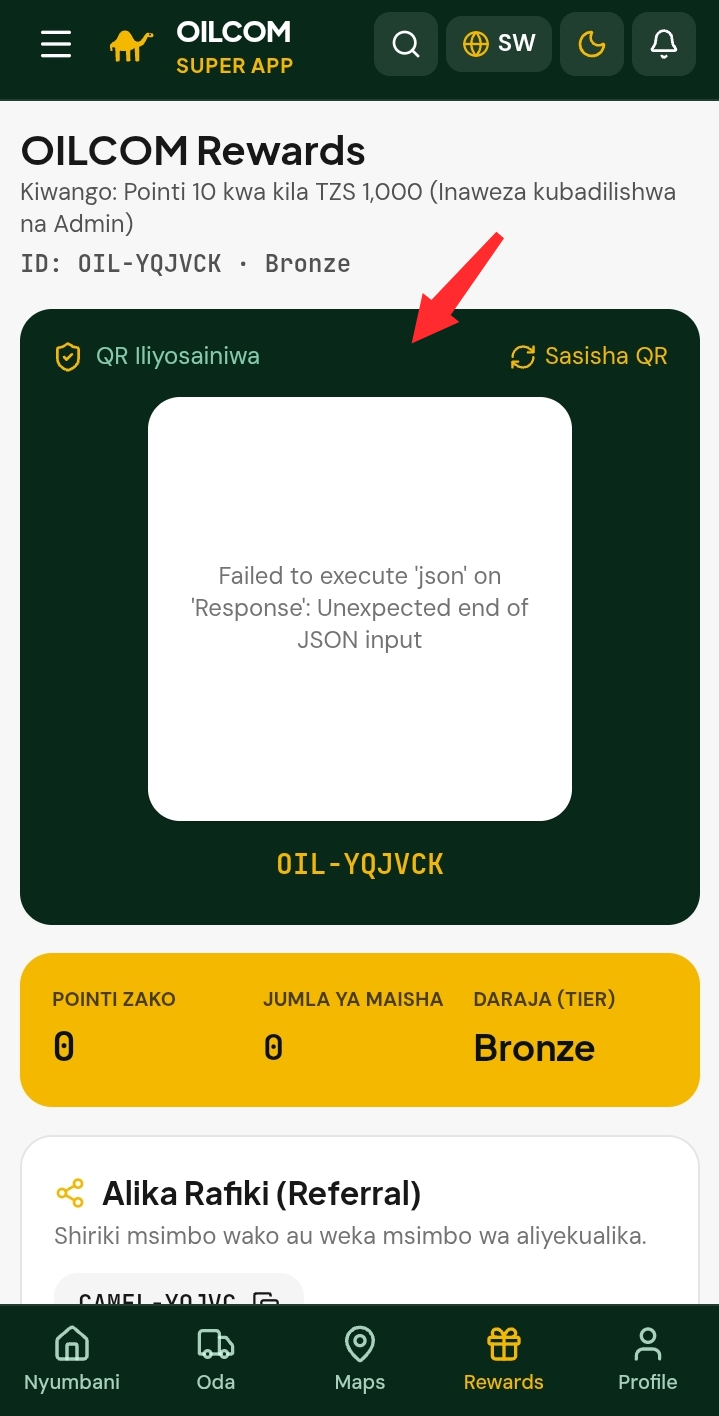 OILCOM
SUPER APP
SW
OILCOM Rewards
Kiwango: Pointi 10 kwa kila TZS 1,000 (Inaweza kubadilishwa
na Admin)
ID: OIL-YQJVCK · Bronze
QR Iliyosainiwa
Sasisha QR
Failed to execute 'json' on
'Response': Unexpected end of
JSON input
OIL-YQJVCK
POINTI ZAKO
JUMLA YA MAISHA
DARAJA (TIER)
0
0
Bronze
Alika Rafiki (Referral)
Shiriki msimbo wako au weka msimbo wa aliyekualika.
CAMEL-YQJVC
Nyumbani
Oda
Maps
Rewards
Profile